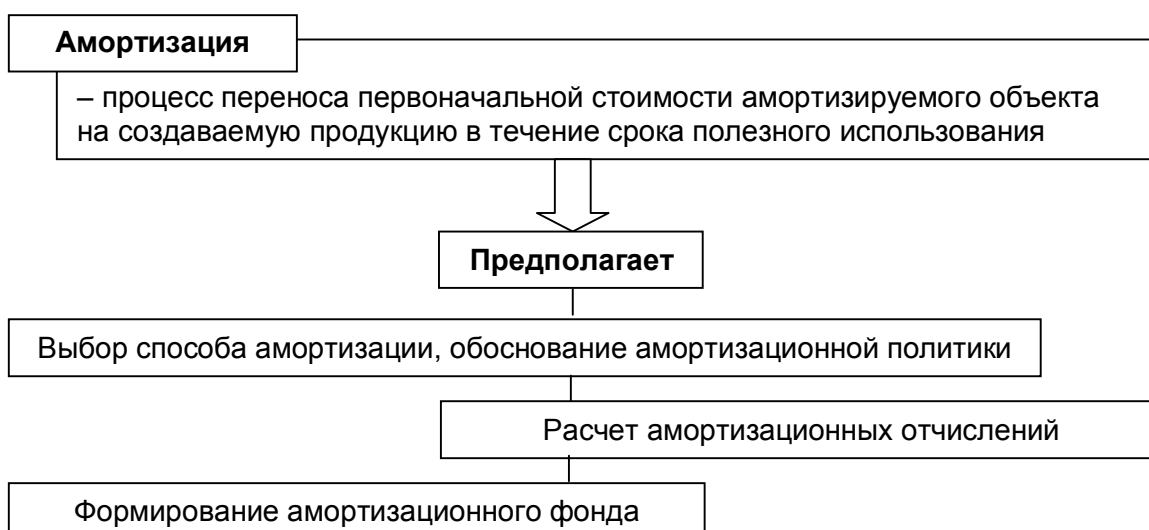 Амортизация
– процесс переноса первоначальной стоимости амортизируемого объекта
на создаваемую продукцию в течение срока полезного использования
Предполагает
Выбор способа амортизации, обоснование амортизационной политики
Расчет амортизационных отчислений
Формирование амортизационного фонда